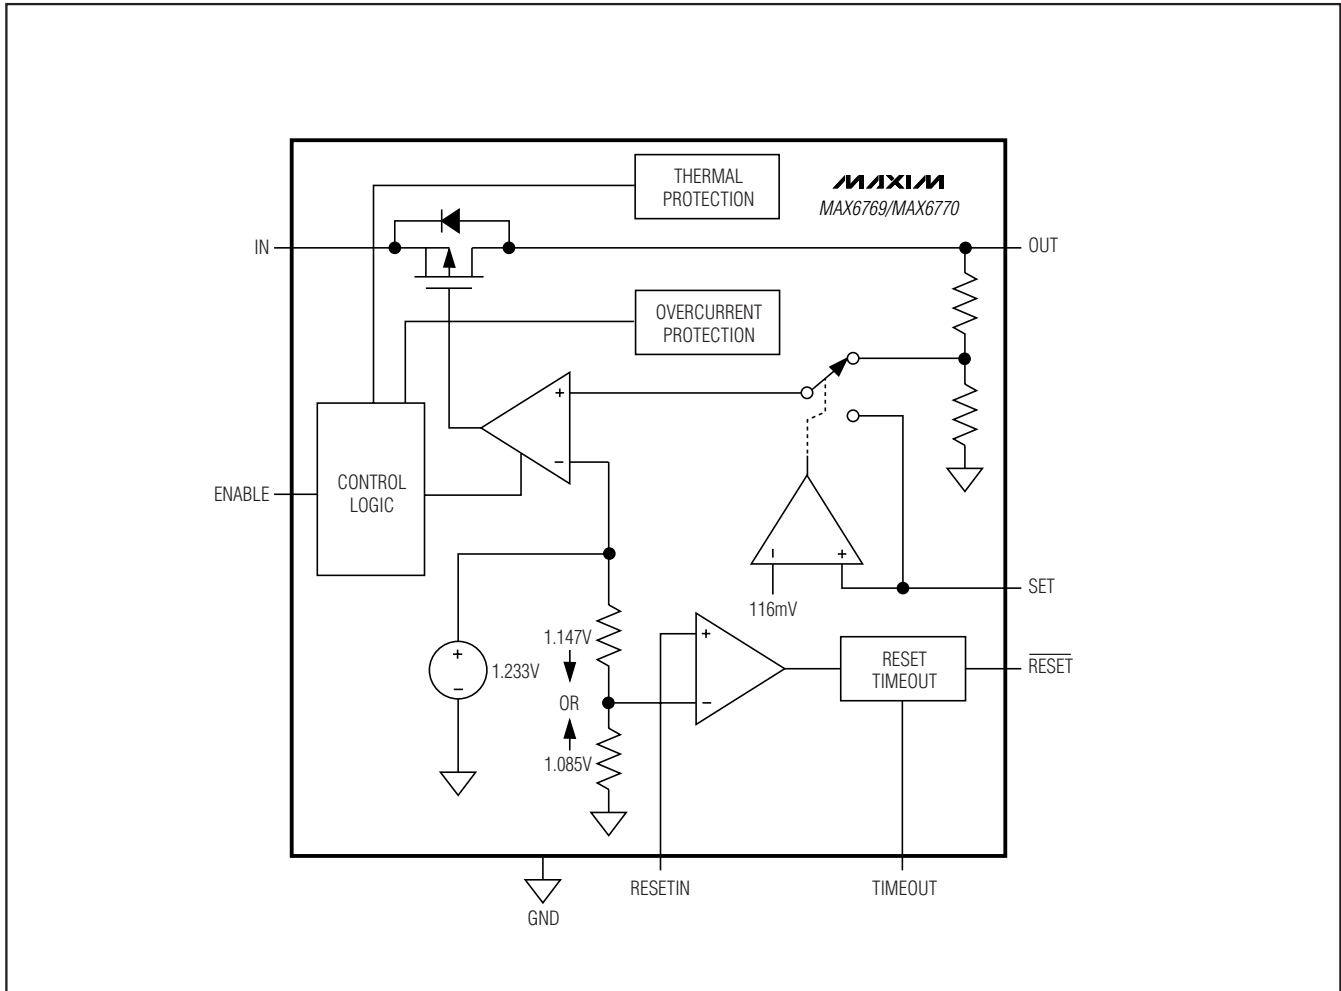 THERMAL
PROTECTION
MAXIM
MAX6769/MAX6770
IN
OUT
OVERCURRENT
PROTECTION
+
−
CONTROL
LOGIC
ENABLE
−
+
116mV
SET
+
−
1.233V
1.147V
OR
1.085V
+
−
RESET
TIMEOUT
RESET
GND
RESETIN
TIMEOUT